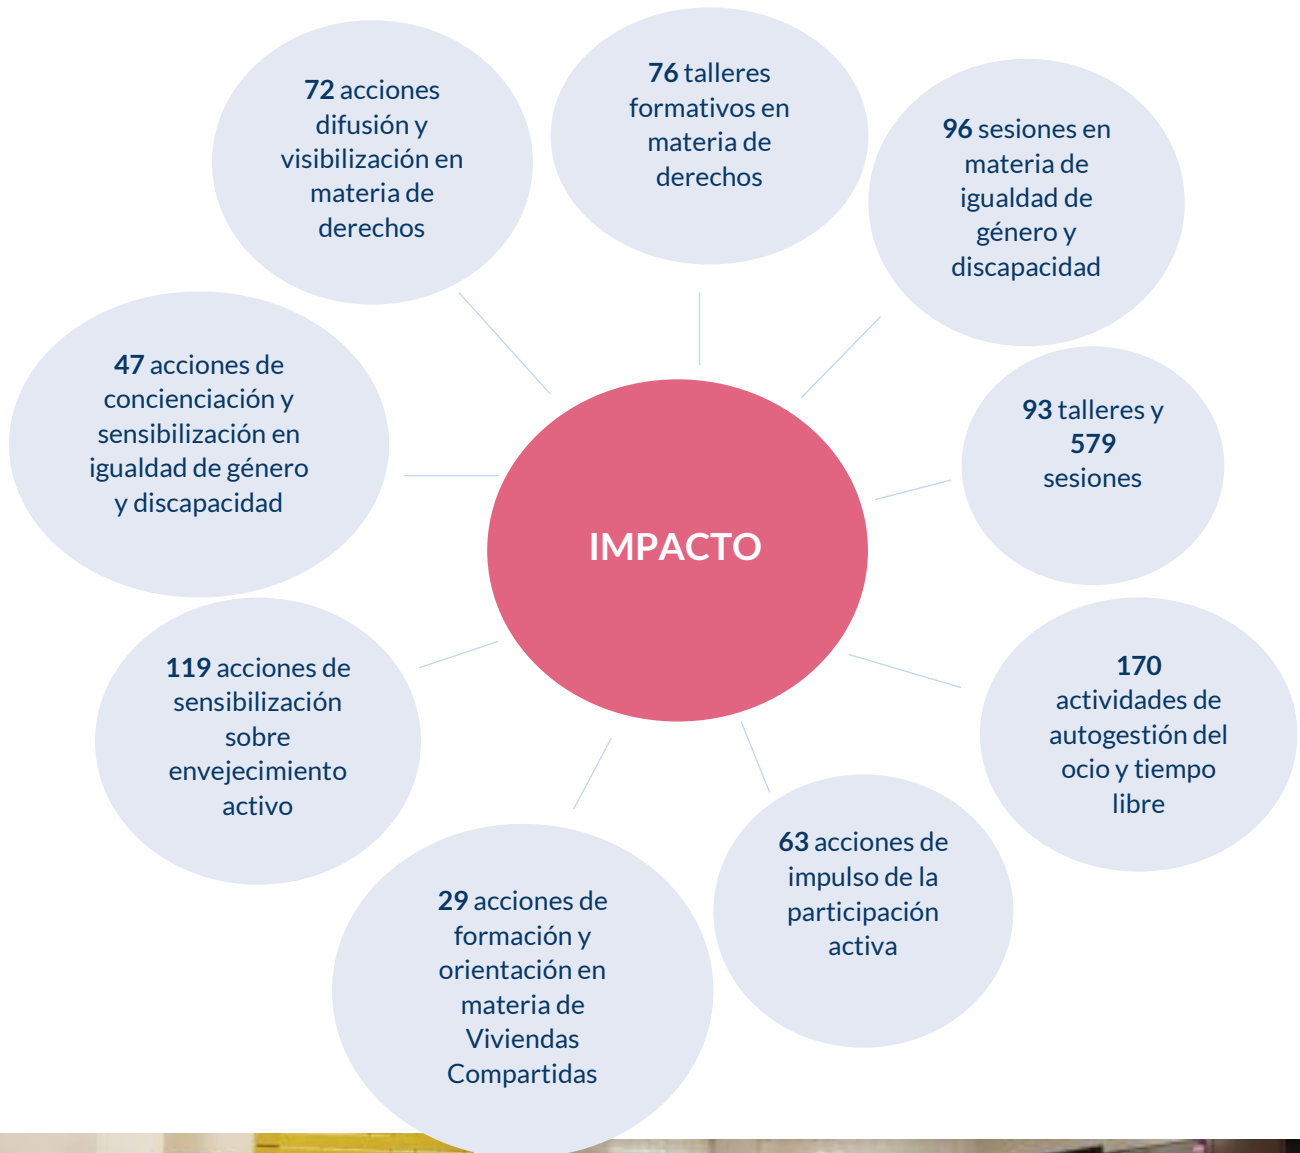 72 acciones
difusión y
visibilización en
materia de
derechos
76 talleres
formativos en
materia de
derechos
96 sesiones en
materia de
igualdad de
género y
discapacidad
47 acciones de
concienciación y
sensibilización en
igualdad de género
y discapacidad
93 talleres y
579
sesiones
IMPACTO
119 acciones de
sensibilización
sobre
envejecimiento
activo
170
actividades de
autogestión del
ocio y tiempo
libre
63 acciones de
impulso de la
participación
activa
29 acciones de
formación y
orientación en
materia de
Viviendas
Compartidas